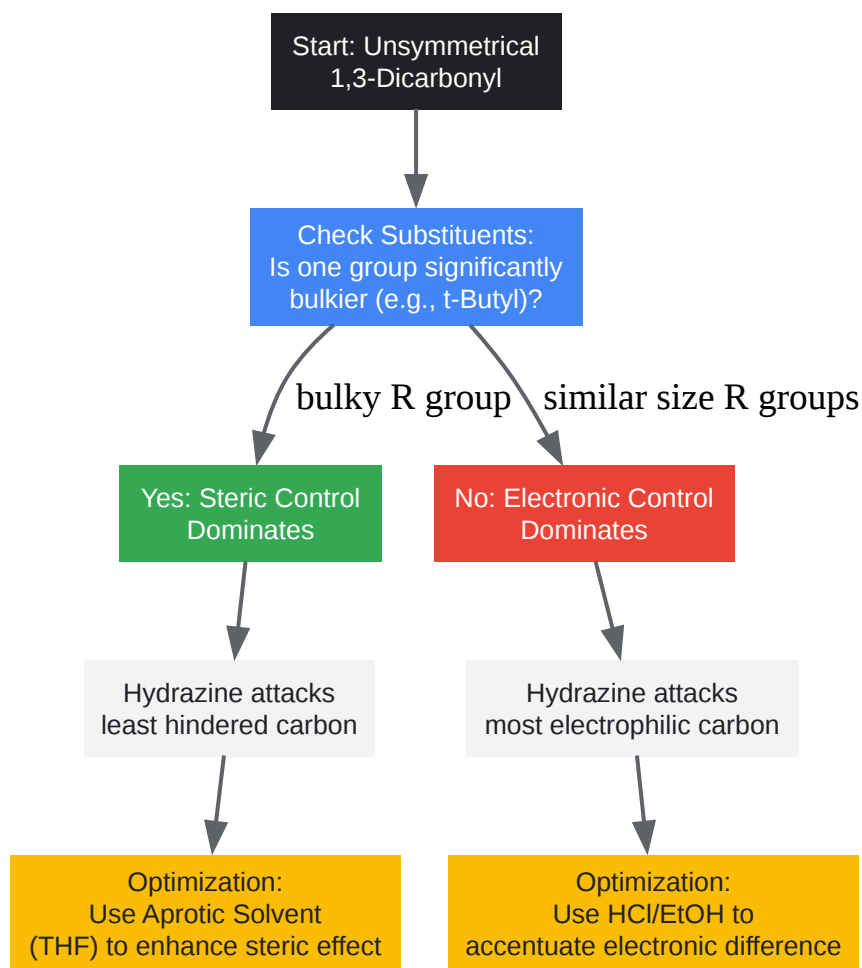 Start: Unsymmetrical
1,3-Dicarbonyl
Check Substituents:
Is one group significantly
bulkier (e.g., t-Butyl)?
bulky R group
similar size R groups
Yes: Steric Control
Dominates
No: Electronic Control
Dominates
Hydrazine attacks
least hindered carbon
Hydrazine attacks
most electrophilic carbon
Optimization:
Use Aprotic Solvent
(THF) to enhance steric effect
Optimization:
Use HCl/EtOH to
accentuate electronic difference